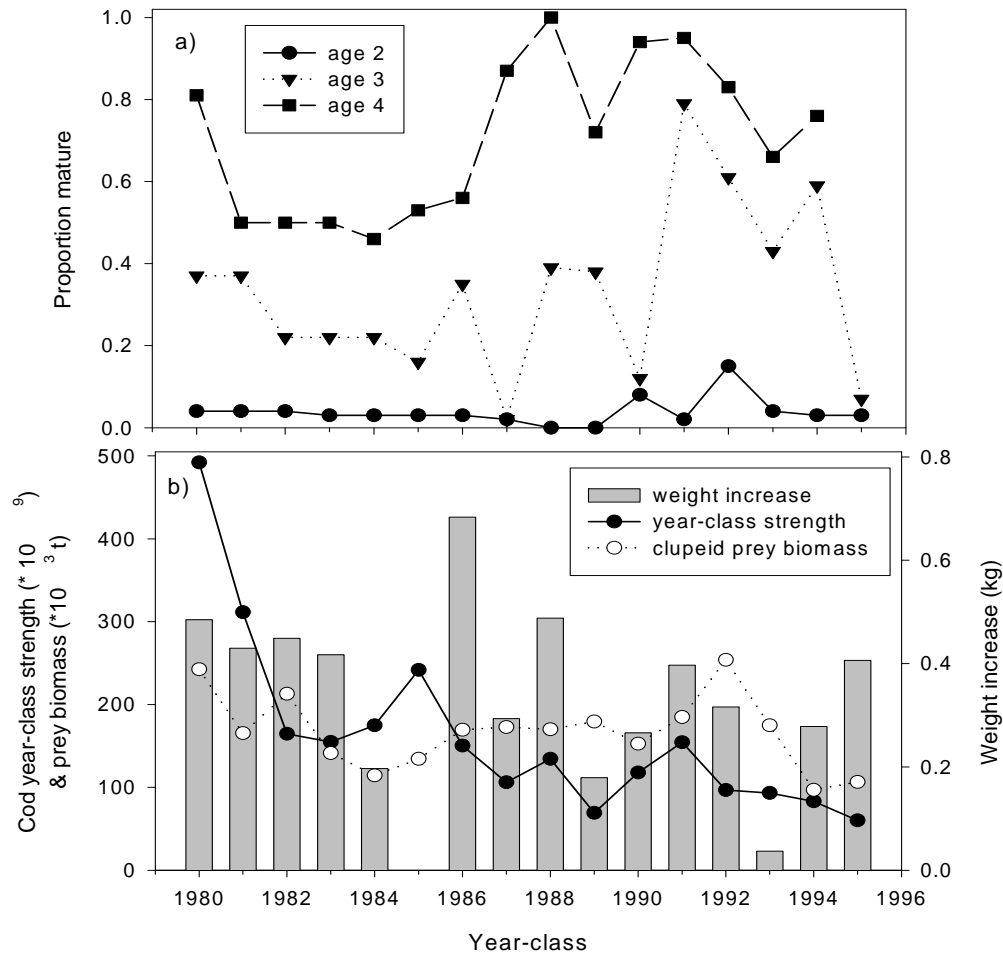 a)
age 2
age 3
age 4
Proportion mature
1.0
0.8
0.6
0.4
0.2
0.0
b)
weight increase
year-class strength
clupeid prey biomass
Cod year-class strength (* 10 9)
& prey biomass (*10 3 t)
500
400
300
200
100
0
Weight increase (kg)
0.8
0.6
0.4
0.2
0.0
1980 1982 1984 1986 1988 1990 1992 1994 1996
Year-class